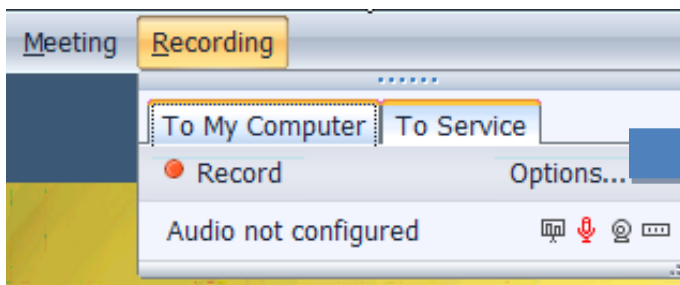 Meeting Recording
To My Computer To Service
Record Options...
Audio not configured